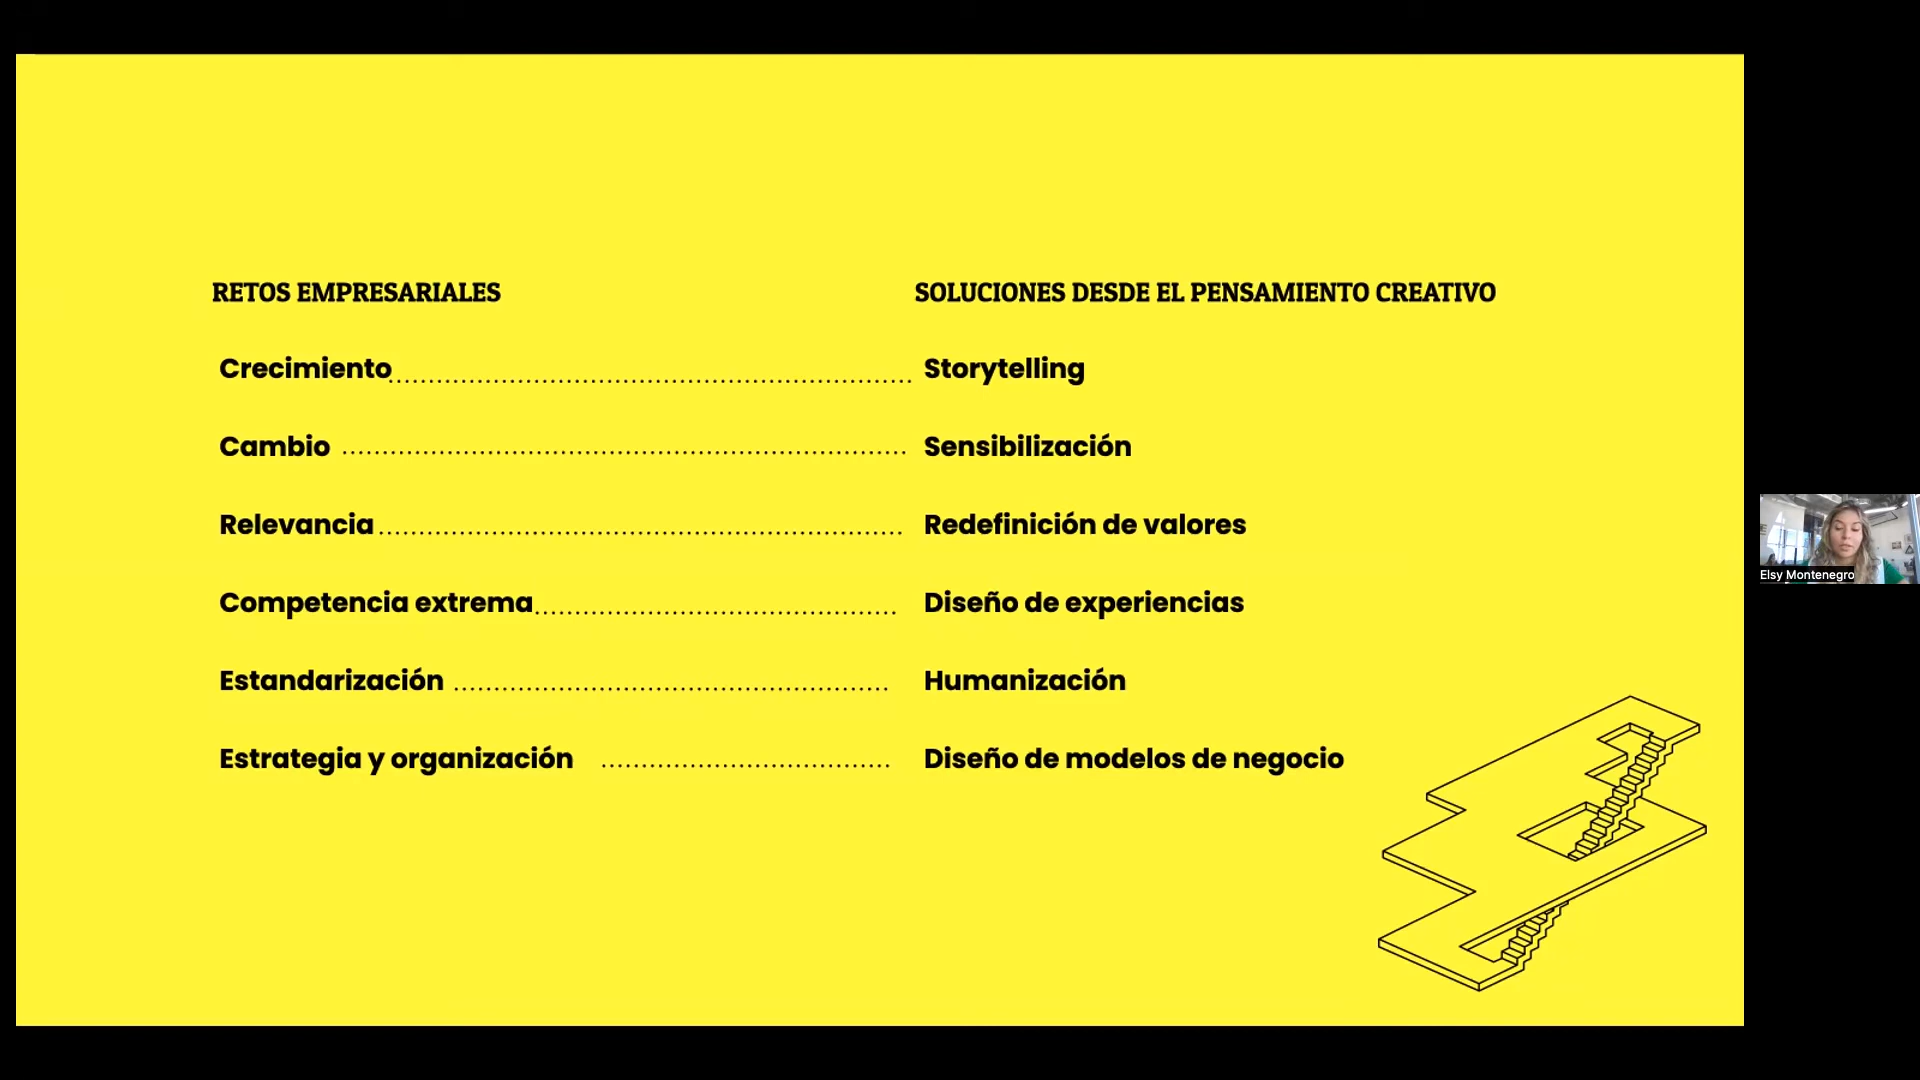 RETOS EMPRESARIALES
SOLUCIONES DESDE EL PENSAMIENTO CREATIVO
Crecimiento........................................ Storytelling
Cambio ........................................ Sensibilización
Relevancia........................................ Redefinición de valores
Competencia extrema........................................ Diseño de experiencias
Estandarización ........................................ Humanización
Estrategia y organización ........................................ Diseño de modelos de negocio
Elsy Montenegro